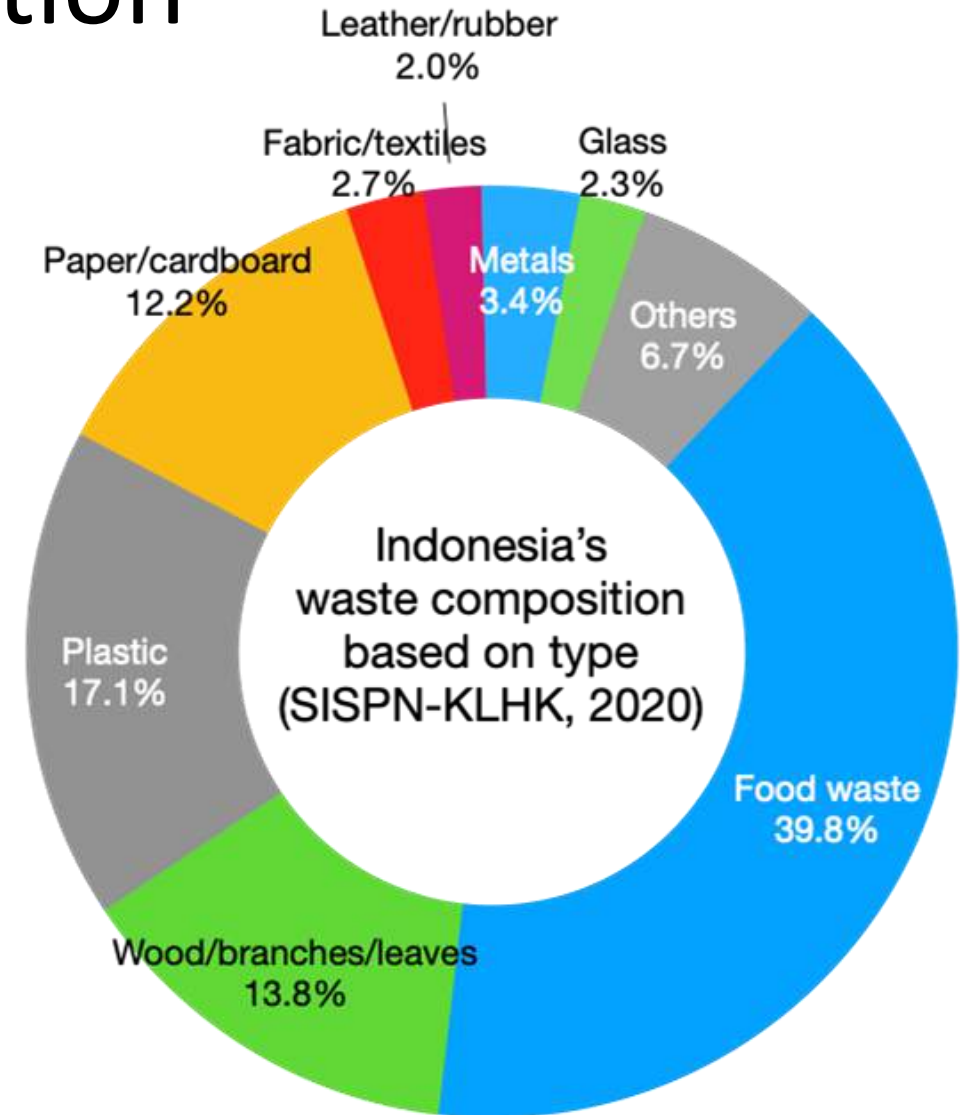 tion
Leather/rubber
2.0%
Fabric/textiles
2.7%
Glass
2.3%
Paper/cardboard
12.2%
Metals
3.4%
Others
6.7%
Indonesia’s
waste composition
based on type
(SISPN-KLHK, 2020)
Plastic
17.1%
Food waste
39.8%
Wood/branches/leaves
13.8%